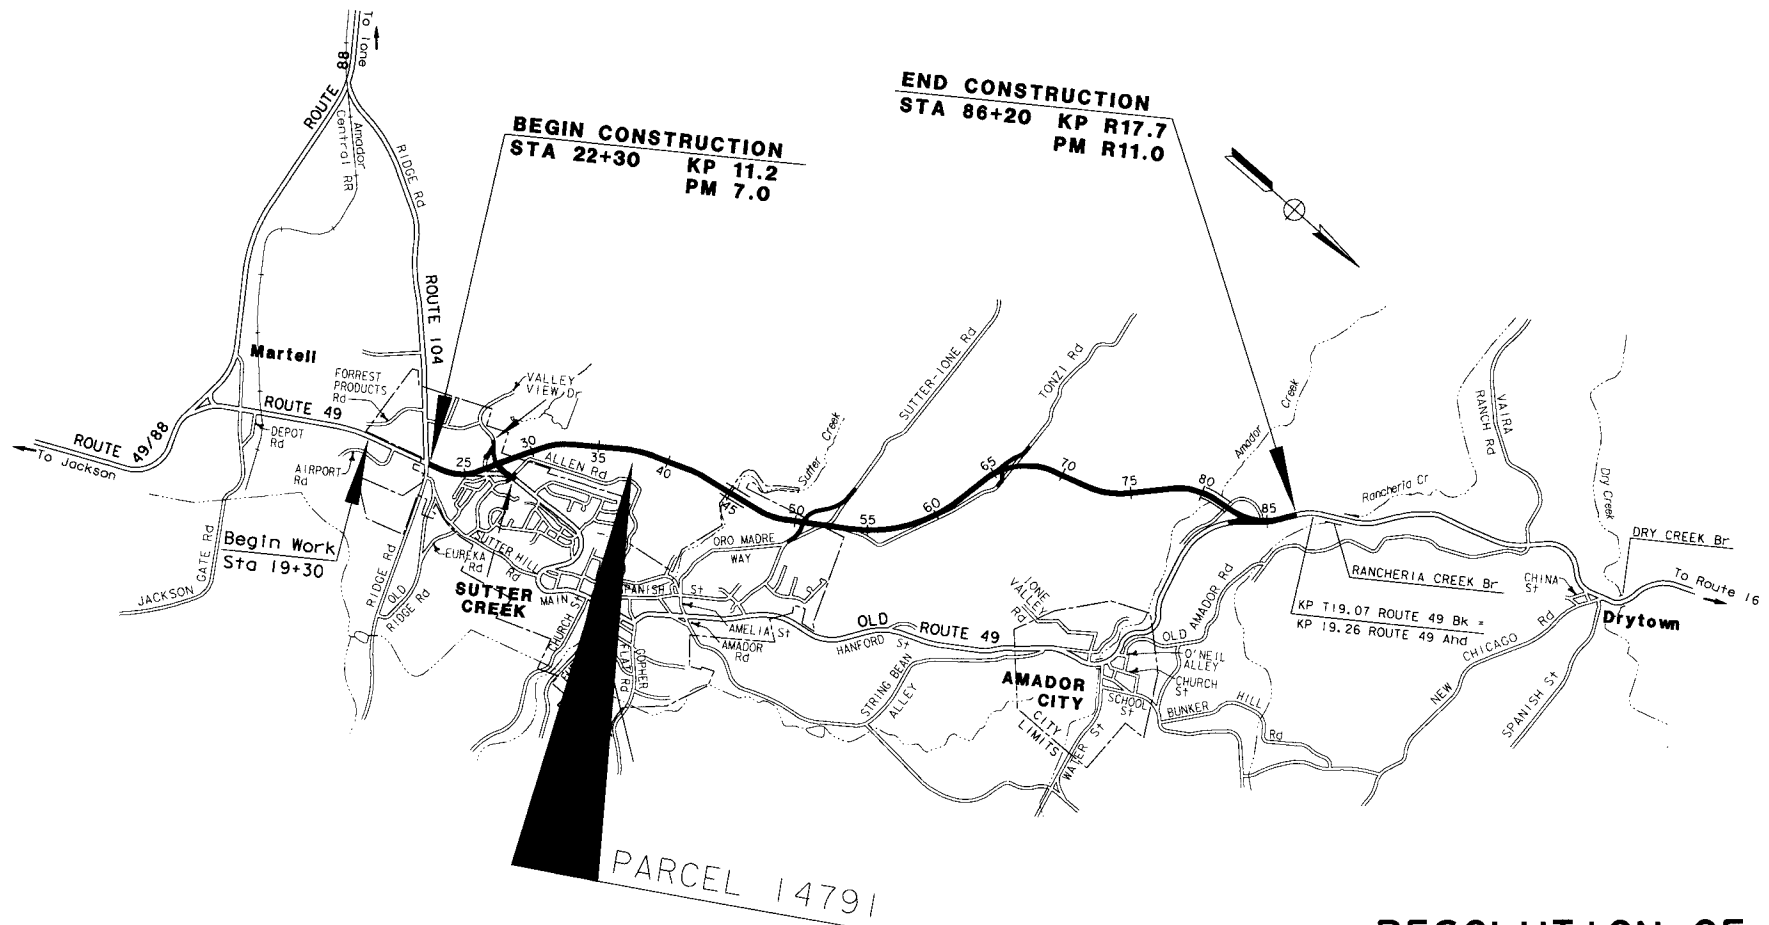 To Ione
ROUTE 88
Amador
Central RR
RIDGE Rd
ROUTE 104
BEGIN CONSTRUCTION
STA 22+30 KP 11.2
PM 7.0
END CONSTRUCTION
STA 86+20 KP R17.7
PM R11.0
Martell
FORREST
PRODUCTS
Rd
ROUTE 49
ROUTE 49/88
To Jackson
DEPOT
Rd
AIRPORT
Rd
VALLEY
VIEW Dr
Begin Work
Sta 19+30
JACKSON GATE Rd
RIDGE Rd
OLD
RIDGE Rd
EUREKA
Rd
SUTTER HILL
Rd
SUTTER
CREEK
MAIN
CHURCH St
ALLEN Rd
25
30
35
40
45
50
55
60
65
70
75
80
85
Sutter Creek
SUTTER-IONE Rd
TONZI Rd
ORO MADRE
WAY
St
AMELIA St
AMADOR
Rd
GOPHER
FLAT Rd
OLD ROUTE 49
HANFORD St
STRING BEAN
ALLEY
IONE
VALLEY
Rd
AMADOR
CITY
CITY
LIMITS
WATER St
SCHOOL
St
CHURCH
St
O'NEIL
ALLEY
OLD AMADOR Rd
BUNKER HILL
Rd
Amador Creek
Rancheria Cr
RANCHERIA CREEK Br
KP T19.07 ROUTE 49 Bk =
KP 19.26 ROUTE 49 Ahd
VAIRA
RANCH Rd
Dry Creek
DRY CREEK Br
CHINA
St
To Route 16
Drytown
NEW CHICAGO Rd
SPANISH St
PARCEL 14791